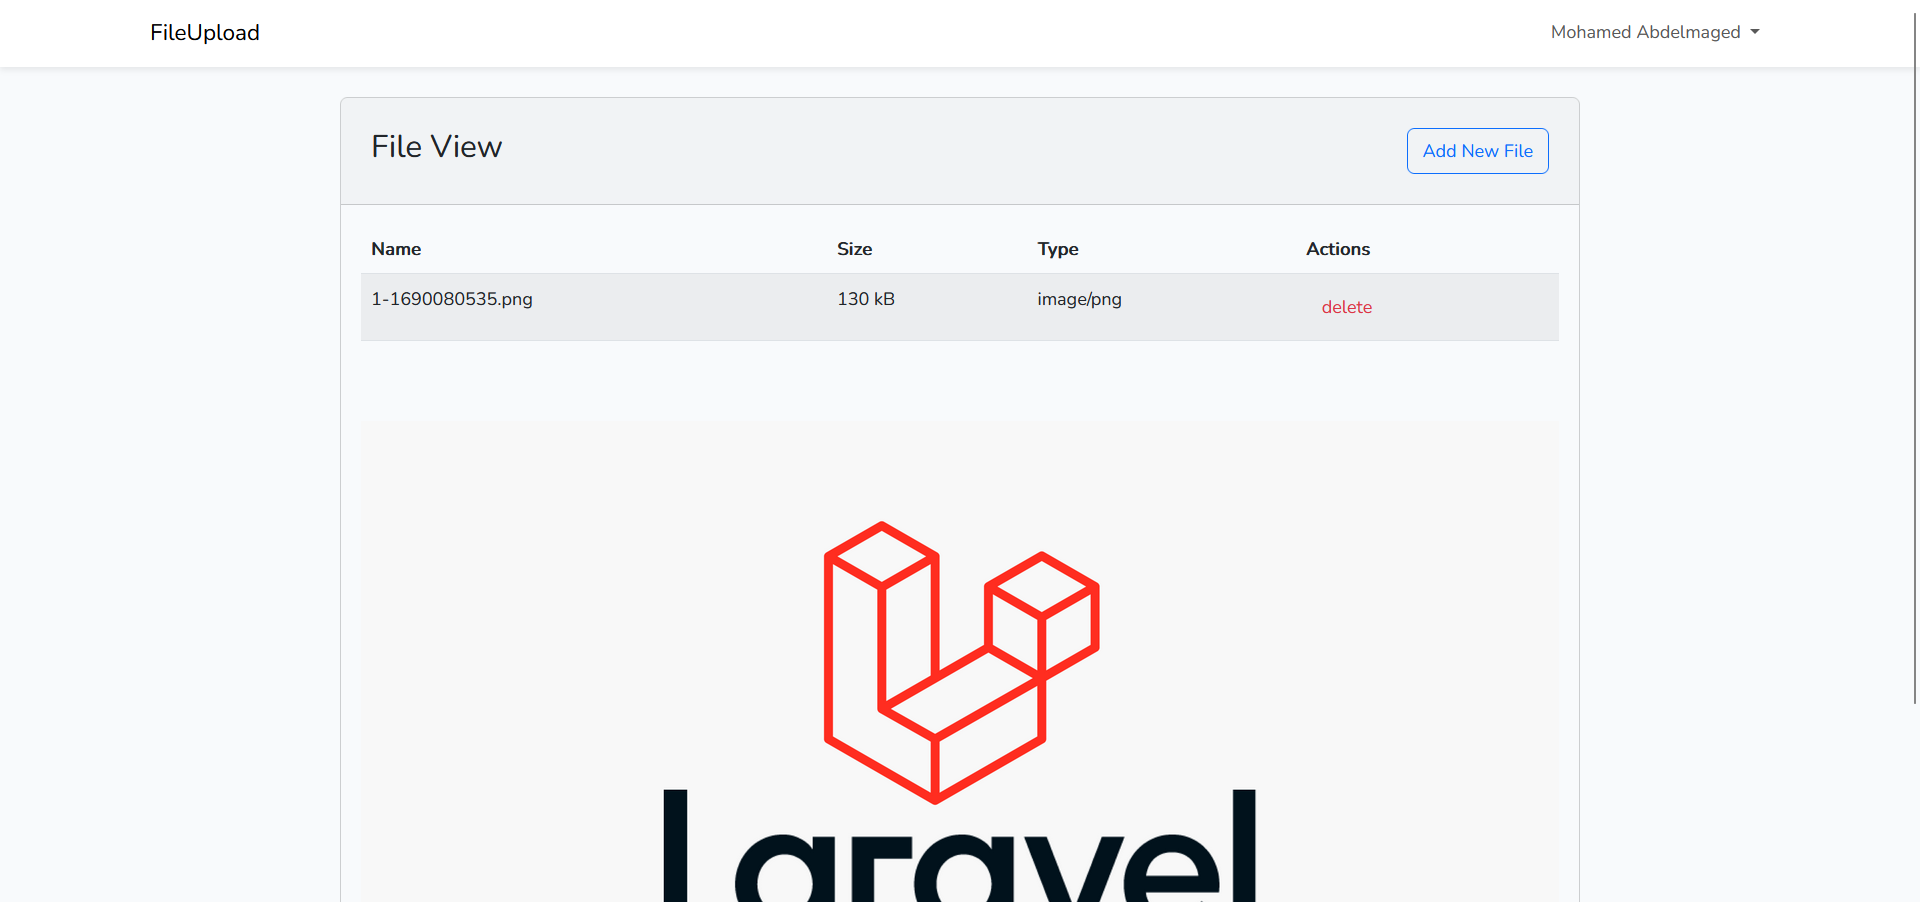 FileUpload
Mohamed Abdelmaged
File View
Add New File
Name Size Type Actions
1-1690080535.png 130 kB image/png delete
Laravel